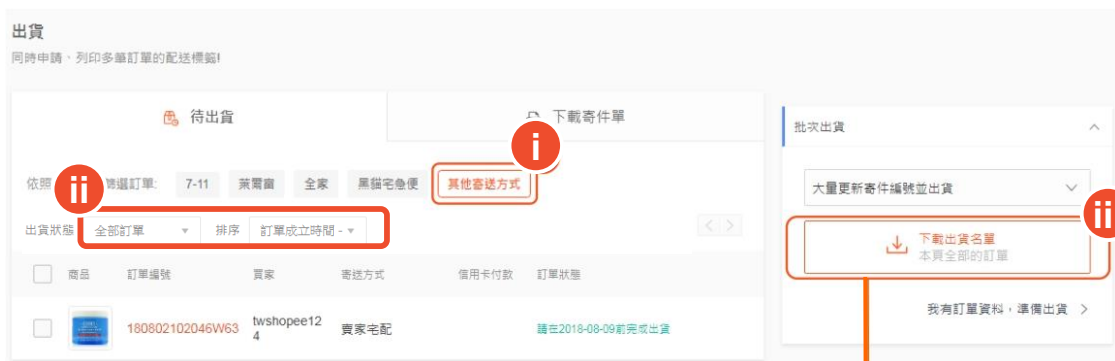 出貨
同時申請、列印多筆訂單的配送標籤!
待出貨
下載寄件單
i
依照
篩選訂單:
7-11
萊爾富
全家
黑貓宅急便
其他寄送方式
ii
出貨狀態
全部訂單
排序
訂單成立時間 -
商品
訂單編號
買家
寄送方式
信用卡付款
訂單狀態
180802102046W63
twshopee12
4
賣家宅配
請在2018-08-09前完成出貨
批次出貨
大量更新寄件編號並出貨
下載出貨名單
本頁全部的訂單
我有訂單資料,準備出貨 >